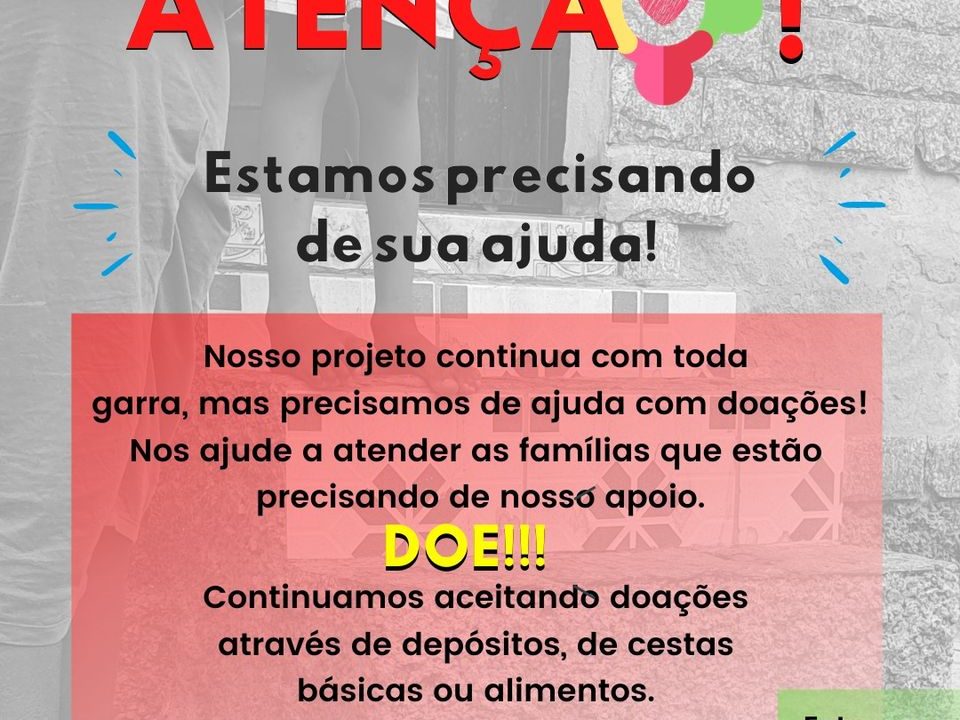 ATENÇÃO!
Estamos precisando
de sua ajuda!
Nosso projeto continua com toda
garra, mas precisamos de ajuda com doações!
Nos ajude a atender as famílias que estão
precisando de nosso apoio.
DOE!!!
Continuamos aceitando doações
através de depósitos, de cestas
básicas ou alimentos.